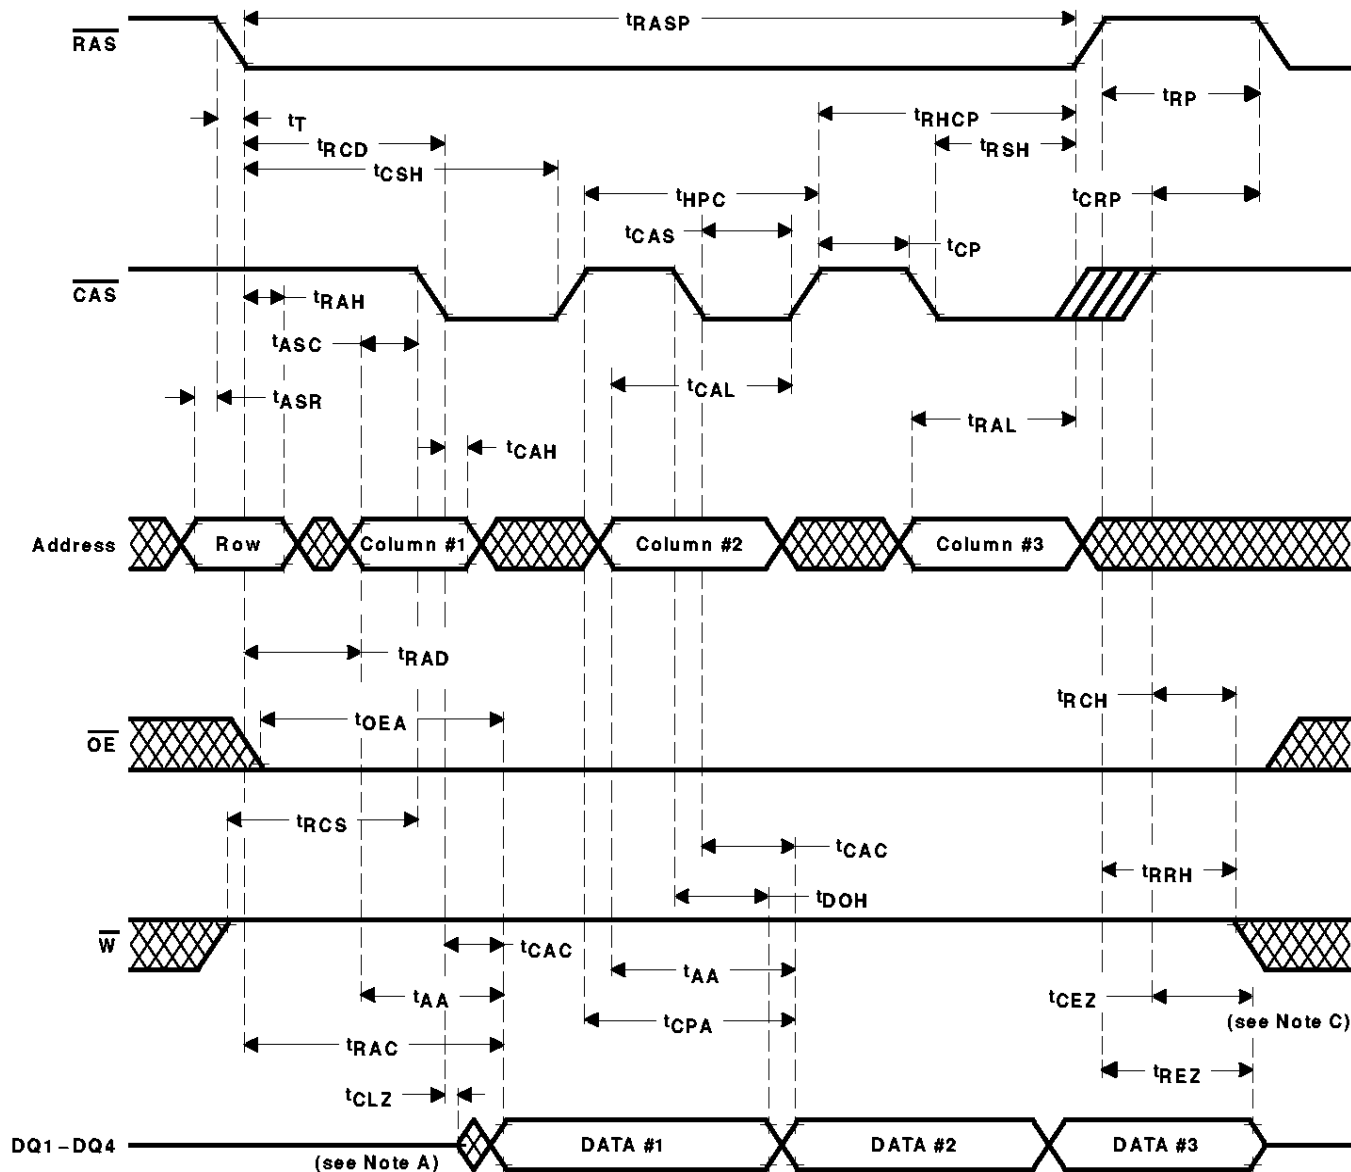 tRASP
RAS
tRP
tT
tRHCP
tRCD
tRSH
tCSH
tHPC
tCRP
tCAS
tCP
CAS
tRAH
tASC
tCAL
tASR
tRAL
tCAH
Address
Row
Column #1
Column #2
Column #3
tRAD
tRCH
tOEA
OE
tRCS
tCAC
tRRH
tDOH
W
tCAC
tAA
tAA
tCEZ
tCPA
(see Note C)
tRAC
tREZ
tCLZ
DQ1–DQ4
DATA #1
DATA #2
DATA #3
(see Note A)